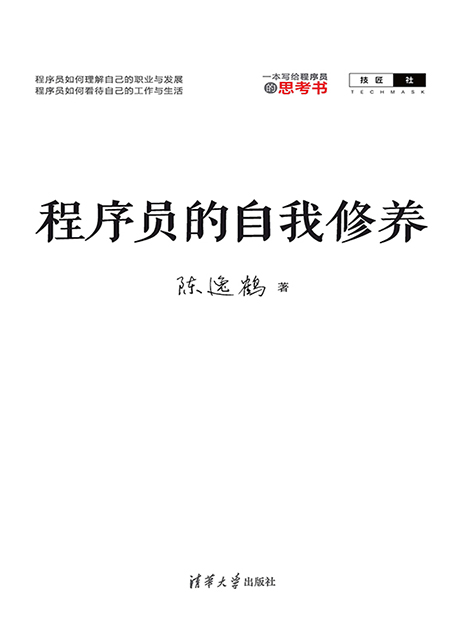 程序员如何理解自己的职业与发展
程序员如何看待自己的工作与生活
一本写给程序员
的思考书
技匠社
TECHMASK
程序员的自我修养
陈逸鹤 著
清华大学出版社